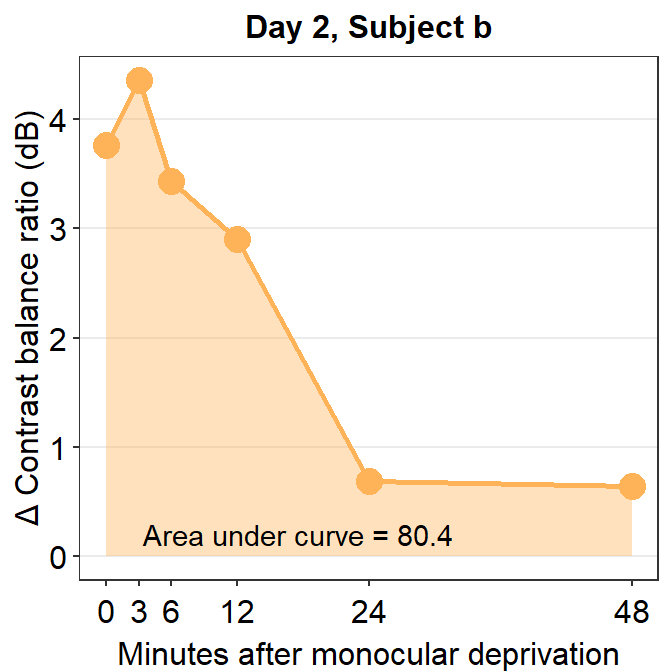 Day 2, Subject b
Δ Contrast balance ratio (dB)
4
3
2
1
0
Area under curve = 80.4
0 3 6 12 24 48
Minutes after monocular deprivation